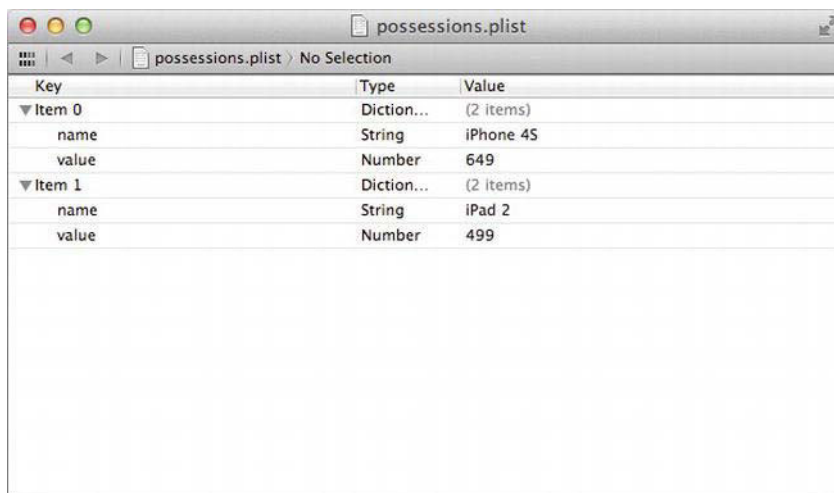 possessions.plist
possessions.plist No Selection
Key Type Value
Item 0 Diction... (2 items)
name String iPhone 4S
value Number 649
Item 1 Diction... (2 items)
name String iPad 2
value Number 499